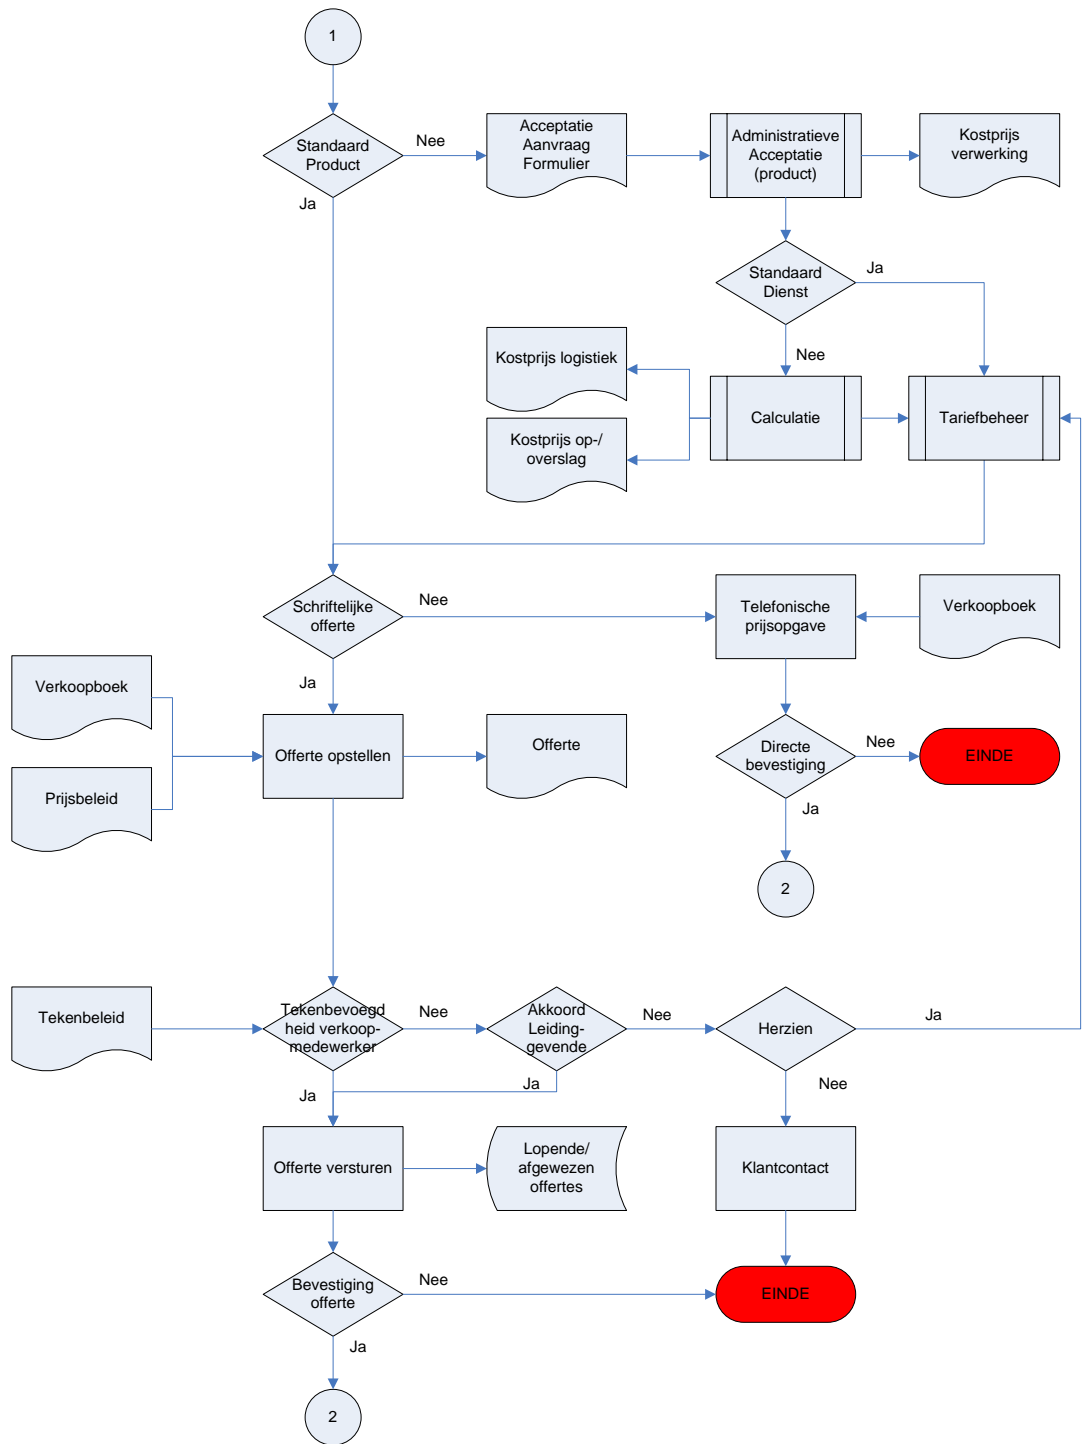 1
Standaard
Product
Nee
Ja
Acceptatie
Aanvraag
Formulier
Administratieve
Acceptatie
(product)
Kostprijs
verwerking
Standaard
Dienst
Ja
Nee
Kostprijs logistiek
Kostprijs op-/
overslag
Calculatie
Tariefbeheer
Schriftelijke
offerte
Nee
Ja
Telefonische
prijsopgave
Verkoopboek
Verkoopboek
Prijsbeleid
Offerte opstellen
Offerte
Directe
bevestiging
Nee
Ja
EINDE
2
Tekenbeleid
Tekenbevoegd
heid verkoop-
medewerker
Nee
Ja
Akkoord
Leiding-
gevende
Nee
Ja
Herzien
Ja
Nee
Offerte versturen
Lopende/
afgewezen
offertes
Klantcontact
Bevestiging
offerte
Nee
Ja
EINDE
2